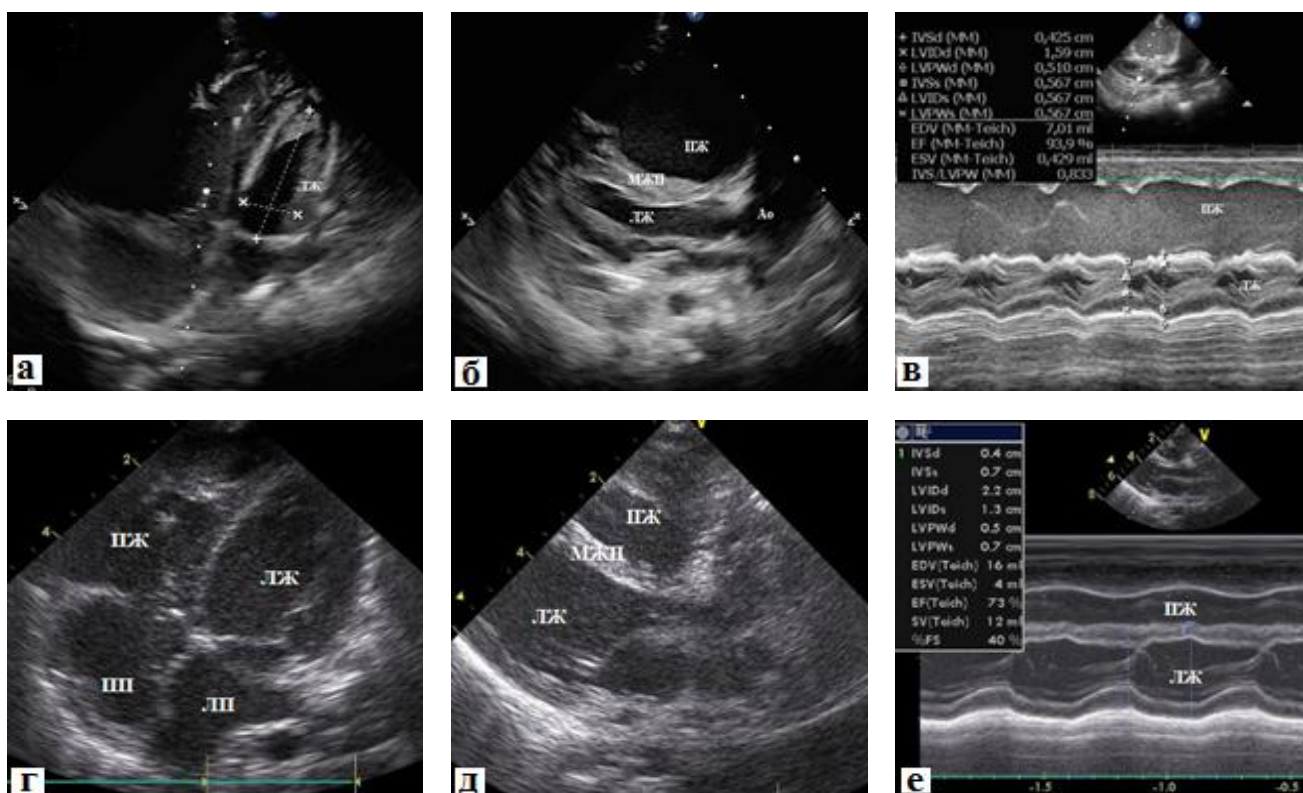 ЛЖ
а
ПЖ
МЖП
ЛЖ
Ао
б
+ IVSd (MM) 0,425 cm
× LVIDd (MM) 1,59 cm
÷ LVPWd (MM) 0,510 cm
IVSs (MM) 0,567 cm
LVIDs (MM) 0,567 cm
LVPWs (MM) 0,567 cm
EDV (MM-Teich) 7,01 ml
EF (MM-Teich) 93,9 %
ESV (MM-Teich) 0,429 ml
IVS/LVPW (MM) 0,833
ПЖ
ЛЖ
в
2
4
ПЖ
ЛЖ
ПП
ЛП
г
V
2
4
ПЖ
МЖП
ЛЖ
д
1 IVSd 0.4 cm
IVSs 0.7 cm
LVIDd 2.2 cm
LVIDs 1.3 cm
LVPWd 0.5 cm
LVPWs 0.7 cm
EDV(Teich) 16 ml
ESV(Teich) 4 ml
EF(Teich) 73 %
SV(Teich) 12 ml
%FS 40 %
V
ПЖ
ЛЖ
-1.5 -1.0 -0.5
е